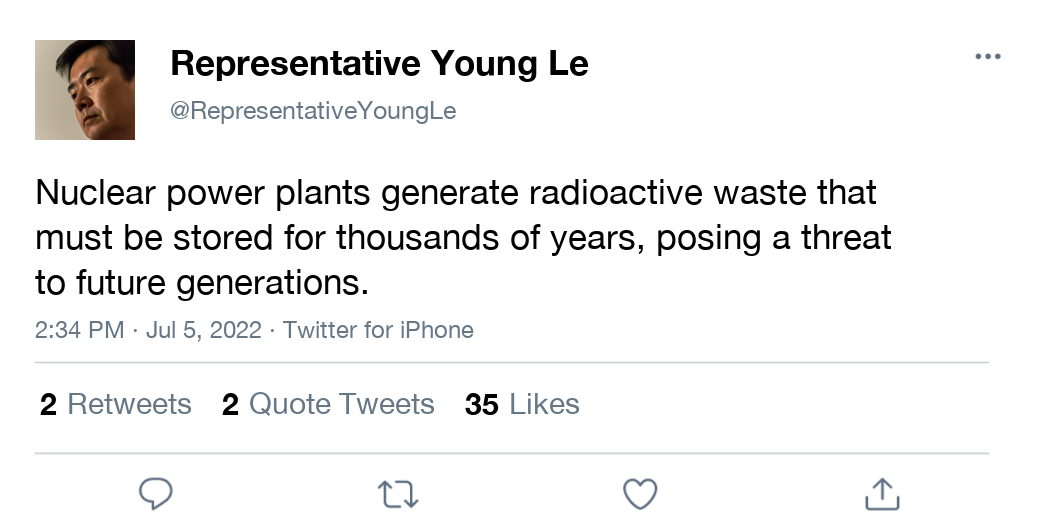 Representative Young Le
@RepresentativeYoungLe
Nuclear power plants generate radioactive waste that
must be stored for thousands of years, posing a threat
to future generations.
2:34 PM · Jul 5, 2022 · Twitter for iPhone
2 Retweets 2 Quote Tweets 35 Likes